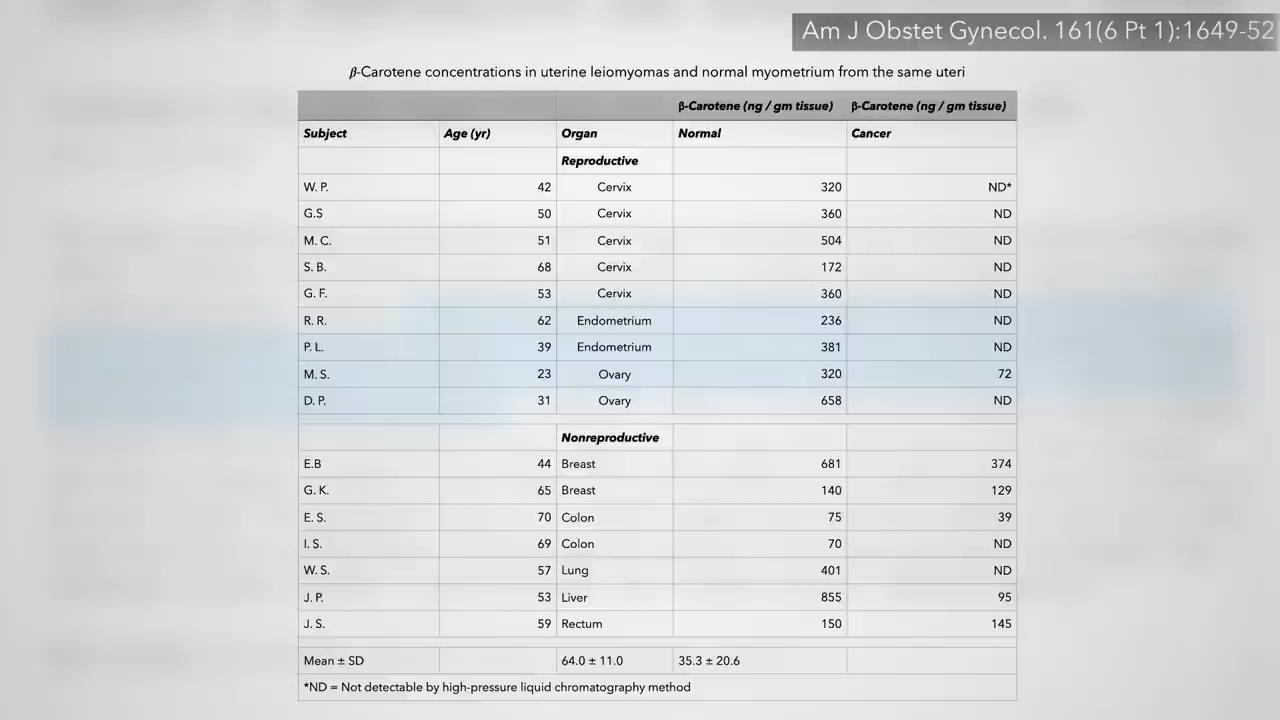 Am J Obstet Gynecol. 161(6 Pt 1):1649-52
β-Carotene concentrations in uterine leiomyomas and normal myometrium from the same uteri
β-Carotene (ng / gm tissue) β-Carotene (ng / gm tissue)
Subject Age (yr) Organ Normal Cancer
Reproductive
W. P. 42 Cervix 320 ND*
G.S 50 Cervix 360 ND
M. C. 51 Cervix 504 ND
S. B. 68 Cervix 172 ND
G. F. 53 Cervix 360 ND
R. R. 62 Endometrium 236 ND
P. L. 39 Endometrium 381 ND
M. S. 23 Ovary 320 72
D. P. 31 Ovary 658 ND
Nonreproductive
E.B 44 Breast 681 374
G. K. 65 Breast 140 129
E. S. 70 Colon 75 39
I. S. 69 Colon 70 ND
W. S. 57 Lung 401 ND
J. P. 53 Liver 855 95
J. S. 59 Rectum 150 145
Mean ± SD 64.0 ± 11.0 35.3 ± 20.6
*ND = Not detectable by high-pressure liquid chromatography method